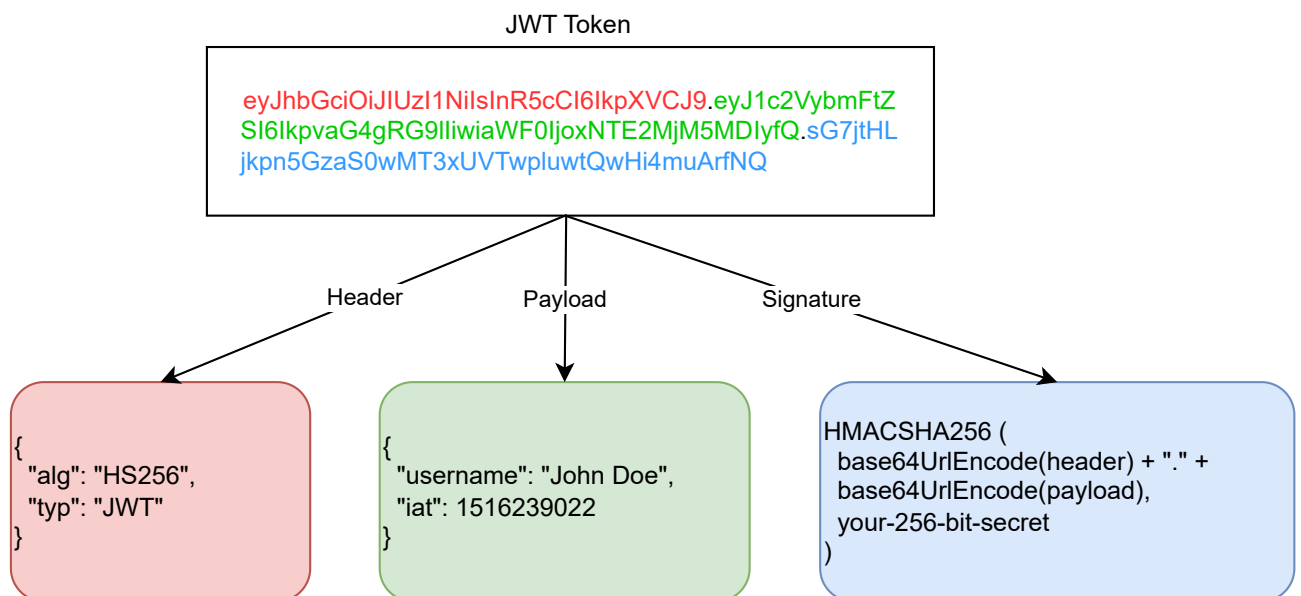 JWT Token
eyJhbGciOiJIUzI1NiIsInR5cCI6IkpXVCJ9.eyJ1c2VybmFtZ
SI6IkpvaG4gRG9lIiwiaWF0IjoxNTE2MjM5MDIyfQ.sG7jtHL
jkpn5GzaS0wMT3xUVTwpluwtQwHi4muArfNQ
Header
Payload
Signature
{
"alg": "HS256",
"typ": "JWT"
}
{
"username": "John Doe",
"iat": 1516239022
}
HMACSHA256 (
base64UrlEncode(header) + "." +
base64UrlEncode(payload),
your-256-bit-secret
)